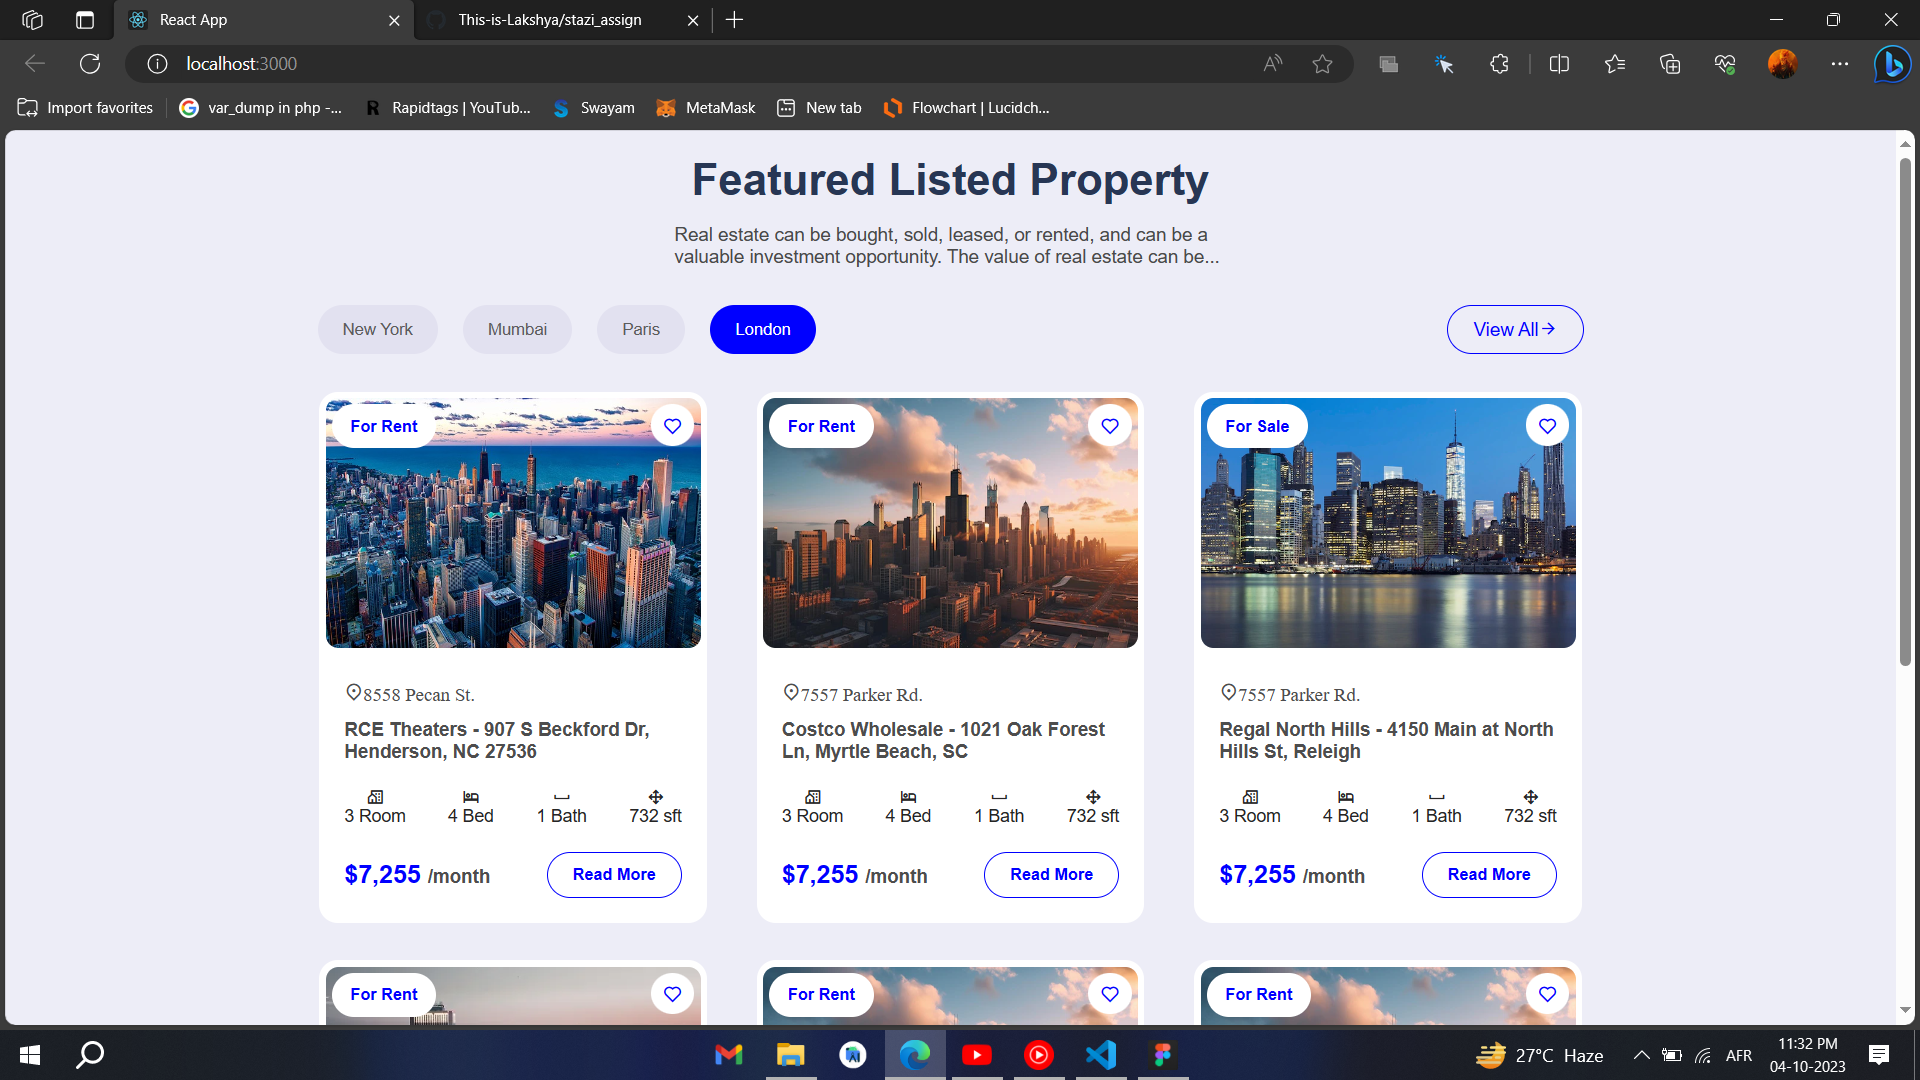 React App
This-is-Lakshya/stazi_assign
localhost:3000
Import favorites
var_dump in php -...
Rapidtags | YouTub...
Swayam
MetaMask
New tab
Flowchart | Lucidch...
Featured Listed Property
Real estate can be bought, sold, leased, or rented, and can be a
valuable investment opportunity. The value of real estate can be...
New York
Mumbai
Paris
London
View All
For Rent
For Rent
For Sale
8558 Pecan St.
RCE Theaters - 907 S Beckford Dr,
Henderson, NC 27536
3 Room
4 Bed
1 Bath
732 sft
$7,255 /month
Read More
7557 Parker Rd.
Costco Wholesale - 1021 Oak Forest
Ln, Myrtle Beach, SC
3 Room
4 Bed
1 Bath
732 sft
$7,255 /month
Read More
7557 Parker Rd.
Regal North Hills - 4150 Main at North
Hills St, Releigh
3 Room
4 Bed
1 Bath
732 sft
$7,255 /month
Read More
For Rent
For Rent
For Rent
27°C Haze
AFR
11:32 PM
04-10-2023